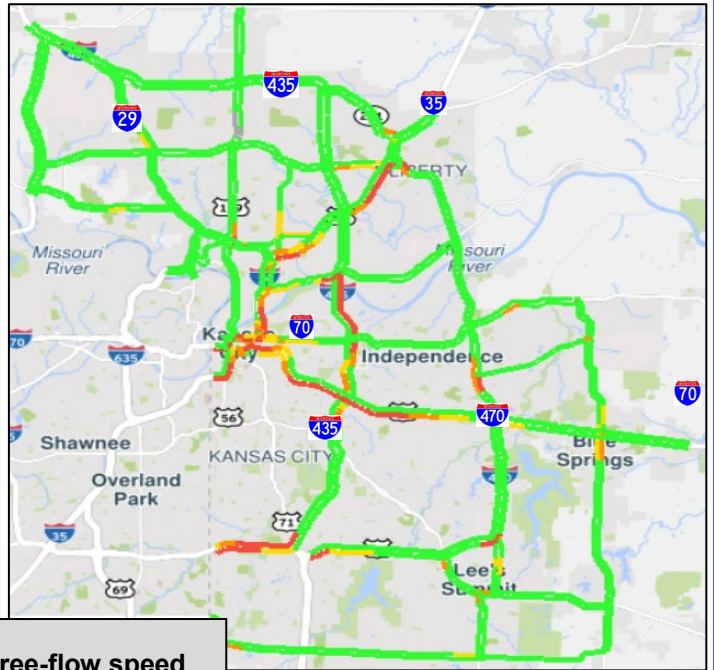 435
35
29
LIBERTY
Missouri
River
Missouri
River
70
Kansas
City
Independence
70
635
70
56
470
435
Shawnee
KANSAS CITY
Blue
Springs
Overland
Park
71
35
69
Lee's
Summit
ree-flow speed